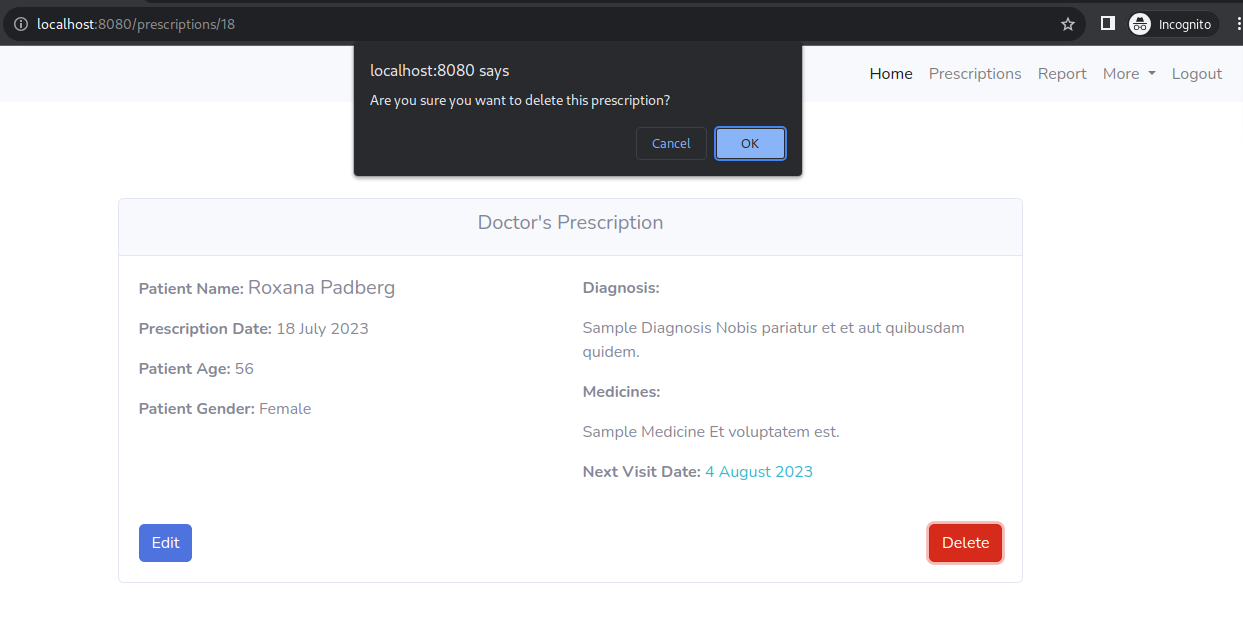 localhost:8080/prescriptions/18
Incognito
localhost:8080 says
Are you sure you want to delete this prescription?
Cancel
OK
Home Prescriptions Report More Logout
Doctor's Prescription
Patient Name: Roxana Padberg
Prescription Date: 18 July 2023
Patient Age: 56
Patient Gender: Female
Diagnosis:
Sample Diagnosis Nobis pariatur et et aut quibusdam
quidem.
Medicines:
Sample Medicine Et voluptatem est.
Next Visit Date: 4 August 2023
Edit
Delete